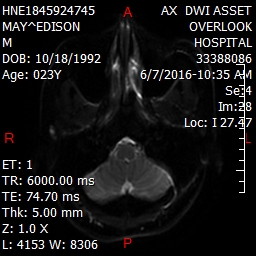 HNE1845924745
MAY^EDISON
M
DOB: 10/18/1992
Age: 023Y
A
AX DWI ASSET
OVERLOOK
HOSPITAL
33388086
6/7/2016-10:35 AM
Se:4
Im:28
Loc: I 27.47
R
L
ET: 1
TR: 6000.00 ms
TE: 74.70 ms
Thk: 5.00 mm
Z: 1.0 X
L: 4153 W: 8306
P